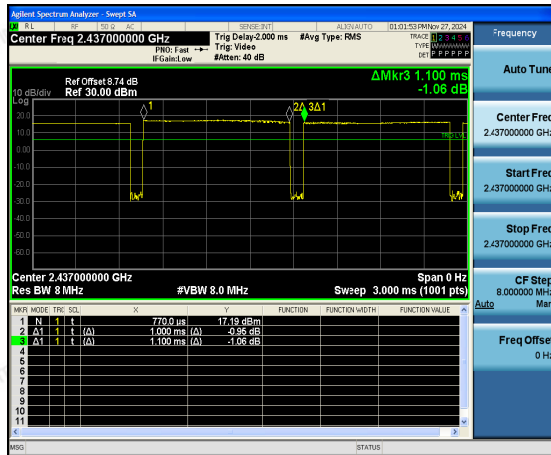 Agilent Spectrum Analyzer - Swept SA
RL RF 50 Ω AC SENSE:INT ALIGNAUTO 01:01:53 PM Nov 27, 2024
Center Freq 2.437000000 GHz
PNO: Fast
IFGain:Low
Trig Delay-2.000 ms
Trig: Video
#Atten: 40 dB
#Avg Type: RMS
TRACE 1 2 3 4 5 6
TYPE WWWWWW
DET P P P P P P
Ref Offset 8.74 dB
10 dB/div Ref 30.00 dBm
Log
ΔMkr3 1.100 ms
-1.06 dB
1
2Δ 3Δ1
20.0
10.0
0.00
-10.0
-20.0
-30.0
-40.0
-50.0
-60.0
TRIG LVL
Center 2.437000000 GHz Span 0 Hz
Res BW 8 MHz #VBW 8.0 MHz Sweep 3.000 ms (1001 pts)
MKR MODE TRC SCL X Y FUNCTION FUNCTION WIDTH FUNCTION VALUE
1 N 1 t 770.0 µs 17.19 dBm
2 Δ1 1 t (Δ) 1.000 ms (Δ) -0.95 dB
3 Δ1 1 t (Δ) 1.100 ms (Δ) -1.06 dB
4
5
6
7
8
9
10
11
MSG STATUS
Frequency
Auto Tune
Center Freq
2.437000000 GHz
Start Freq
2.437000000 GHz
Stop Freq
2.437000000 GHz
CF Step
8.000000 MHz
Auto Man
Freq Offset
0 Hz